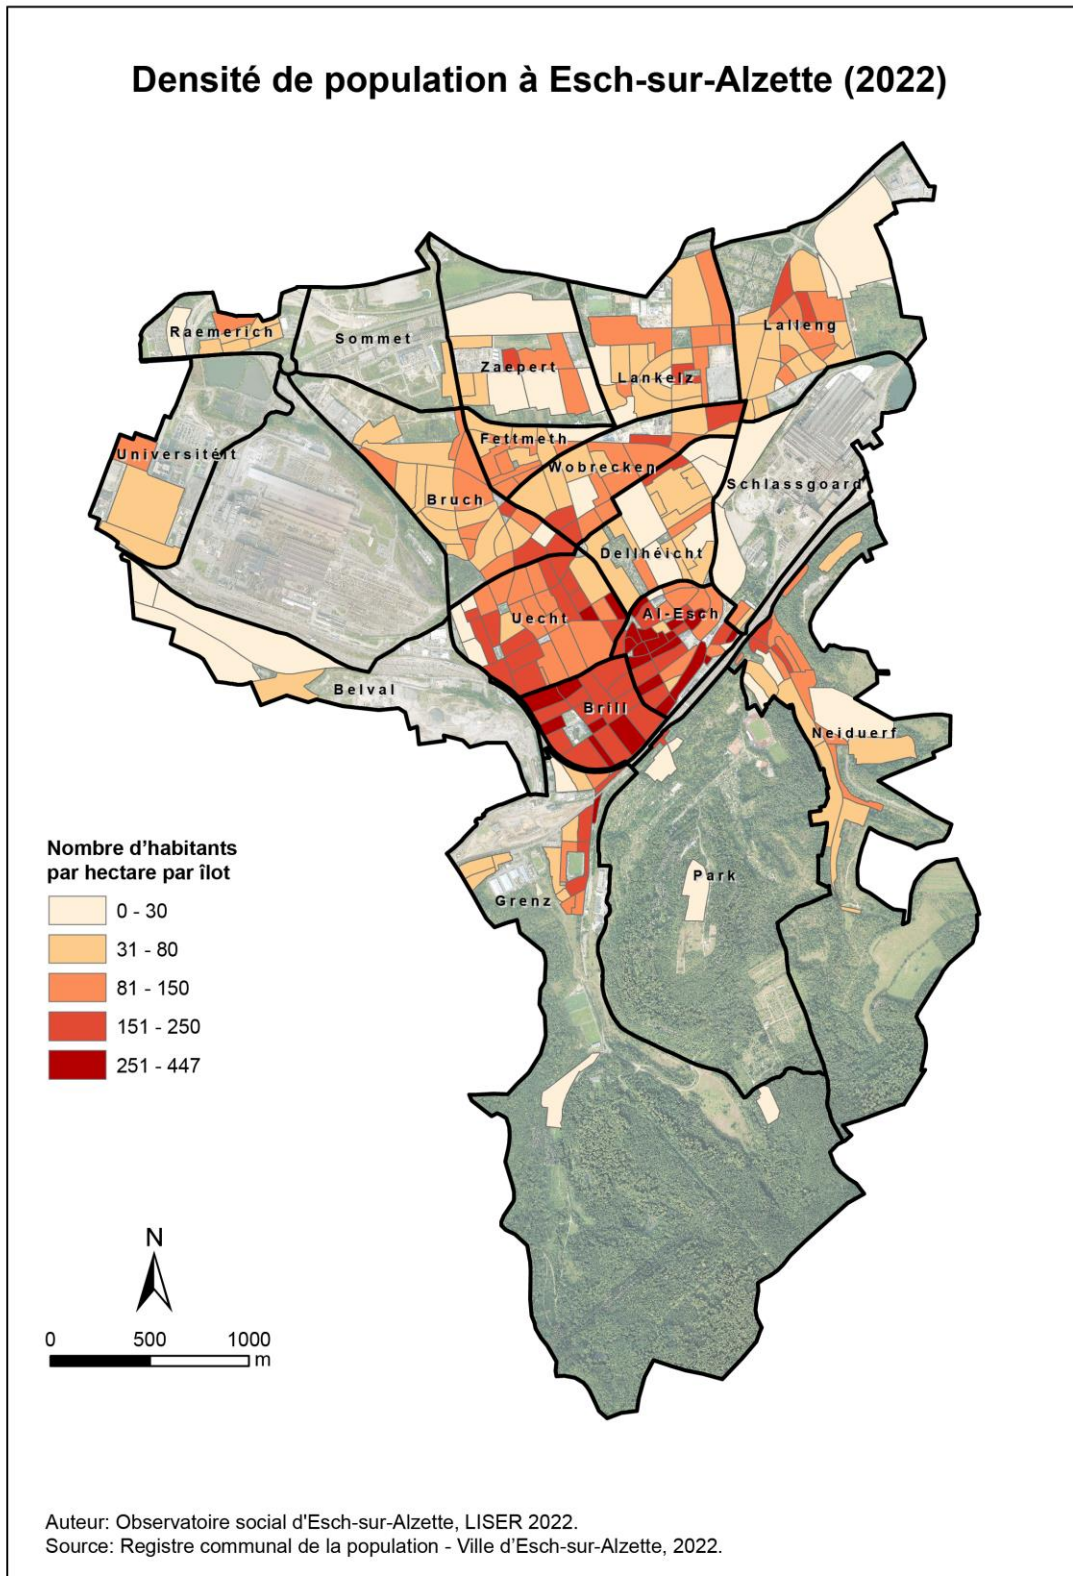 Densité de population à Esch-sur-Alzette (2022)
Raemerich
Sommet
Lalleng
Zaepert
Lankelz
Fettmeth
Universitéit
Wobrecken
Schlassgoard
Bruch
Dellhéicht
Uecht
Al-Esch
Belval
Brill
Neiduerf
Park
Grenz
Nombre d’habitants
par hectare par îlot
0 - 30
31 - 80
81 - 150
151 - 250
251 - 447
N
0 500 1000
m
Auteur: Observatoire social d'Esch-sur-Alzette, LISER 2022.
Source: Registre communal de la population - Ville d’Esch-sur-Alzette, 2022.